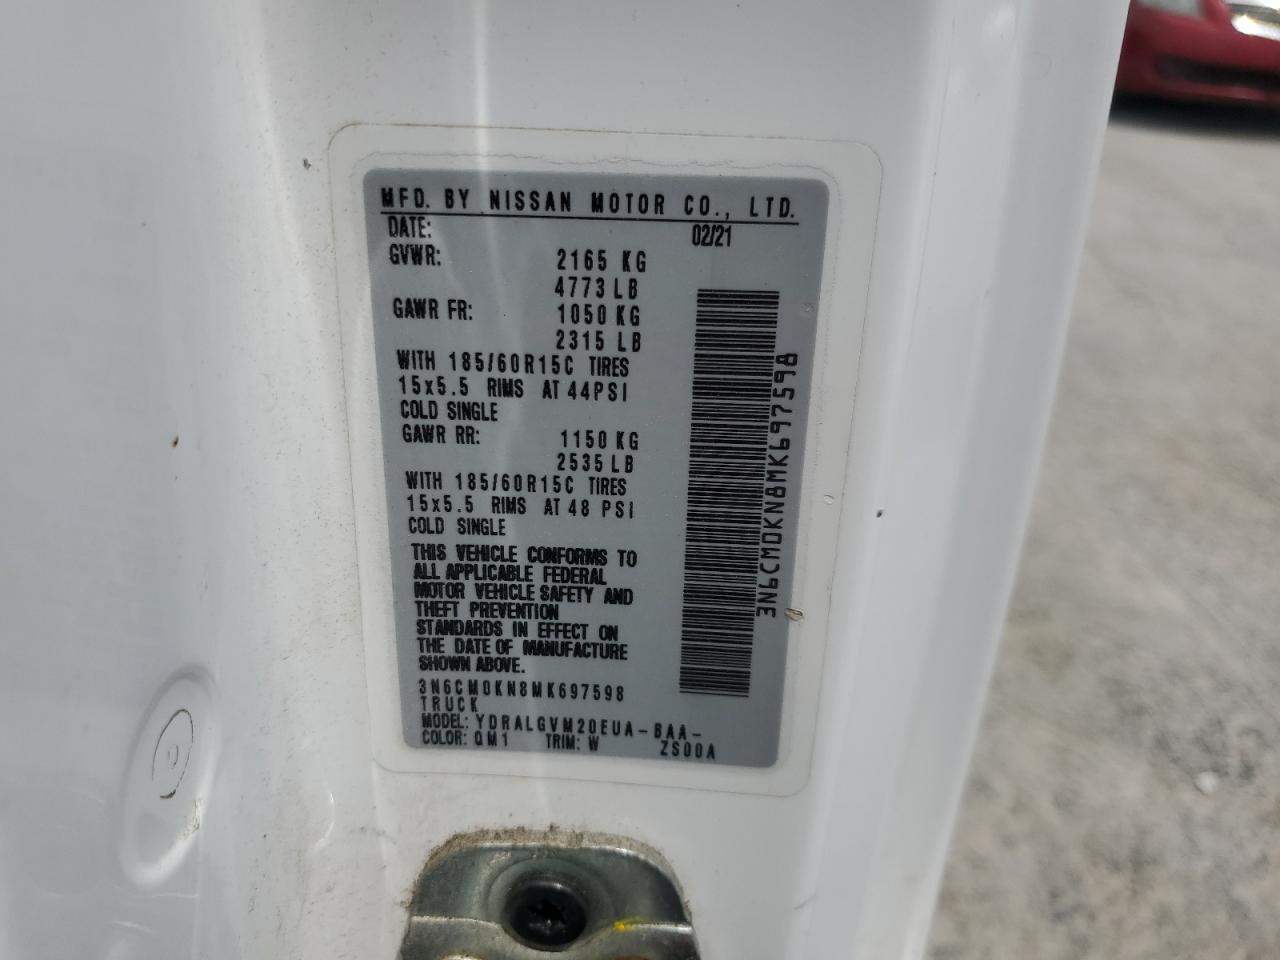 MFD. BY NISSAN MOTOR CO., LTD.
DATE: 02/21
GVWR: 2165 KG
4773 LB
GAWR FR: 1050 KG
2315 LB
WITH 185/60R15C TIRES
15x5.5 RIMS AT 44PSI
COLD SINGLE
GAWR RR: 1150 KG
2535 LB
WITH 185/60R15C TIRES
15x5.5 RIMS AT 48 PSI
COLD SINGLE
THIS VEHICLE CONFORMS TO
ALL APPLICABLE FEDERAL
MOTOR VEHICLE SAFETY AND
THEFT PREVENTION
STANDARDS IN EFFECT ON
THE DATE OF MANUFACTURE
SHOWN ABOVE.
3N6CM0KN8MK697598
TRUCK
MODEL: YDRALGVM20EUA-BAA-
COLOR: QM1 TRIM: W ZS00A
3N6CM0KN8MK697598